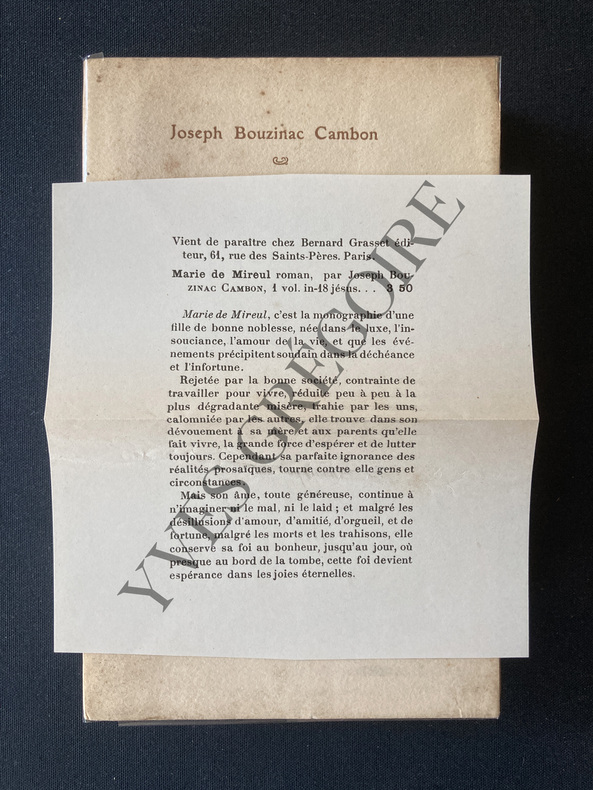 Joseph Bouzinac Cambon
Vient de paraître chez Bernard Grasset édi-
teur, 61, rue des Saints-Pères. Paris.
Marie de Mireul roman, par Joseph Bou-
zinac Cambon, 1 vol. in-18 jésus. . . 3 50
Marie de Mireul, c'est la monographie d'une
fille de bonne noblesse, née dans le luxe, l'in-
souciance, l'amour de la vie, et que les évé-
nements précipitent soudain dans la déchéance
et l'infortune.
Rejetée par la bonne société, contrainte de
travailler pour vivre, réduite peu à peu à la
plus dégradante misère, trahie par les uns,
calomniée par les autres, elle trouve dans son
dévouement à sa mère et aux parents qu'elle
fait vivre, la grande force d'espérer et de lutter
toujours. Cependant sa parfaite ignorance des
réalités prosaïques, tourne contre elle gens et
circonstances.
Mais son âme, toute généreuse, continue à
n'imaginer ni le mal, ni le laid ; et malgré les
désillusions d'amour, d'amitié, d'orgueil, et de
fortune, malgré les morts et les trahisons, elle
conserve sa foi au bonheur, jusqu'au jour, où
presque au bord de la tombe, cette foi devient
espérance dans les joies éternelles.
YVES GRÉGOIRE